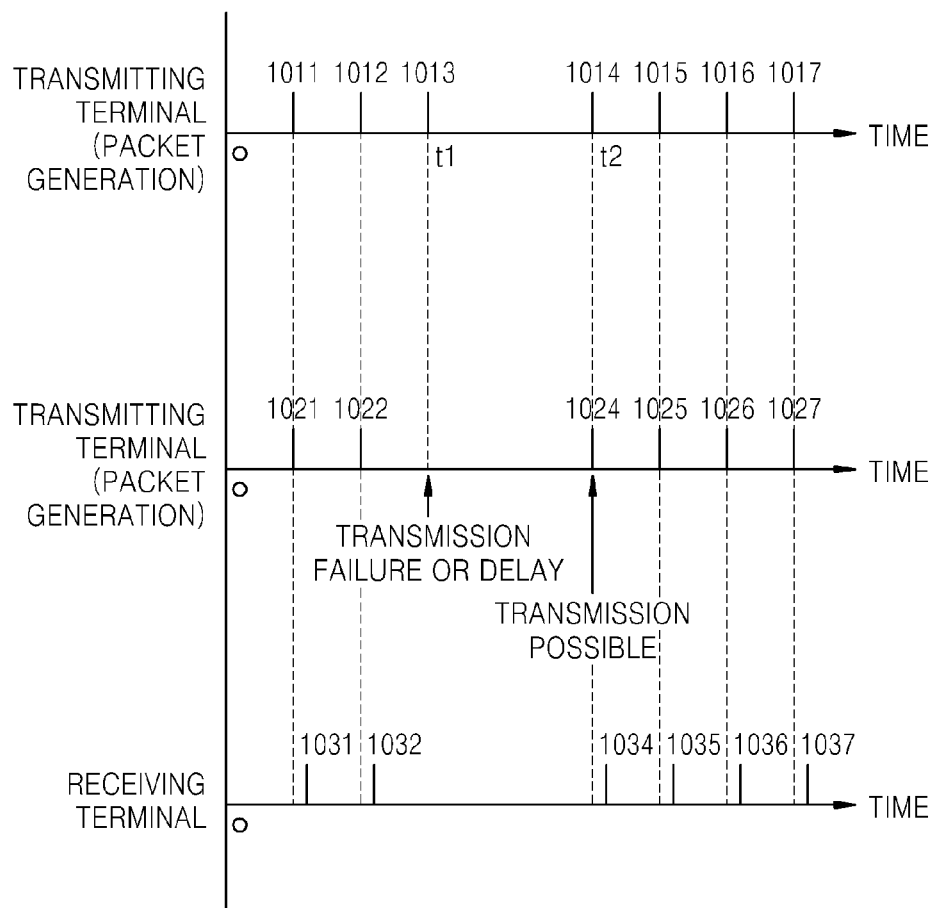 1011 1012 1013 1014 1015 1016 1017
TRANSMITTING
TERMINAL
(PACKET
GENERATION)
TIME
O
t1 t2
1021 1022 1024 1025 1026 1027
TRANSMITTING
TERMINAL
(PACKET
GENERATION)
TIME
O
TRANSMISSION
FAILURE OR DELAY
TRANSMISSION
POSSIBLE
1031 1032 1034 1035 1036 1037
RECEIVING
TERMINAL
TIME
O